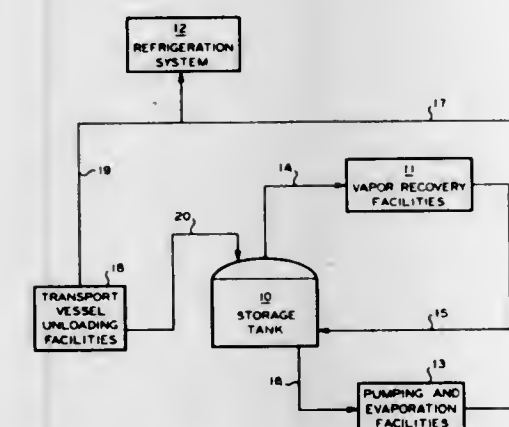 12
REFRIGERATION
SYSTEM
17
19
14
11
VAPOR RECOVERY
FACILITIES
20
18
TRANSPORT
VESSEL
UNLOADING
FACILITIES
10
STORAGE
TANK
15
16
13
PUMPING AND
EVAPORATION
FACILITIES